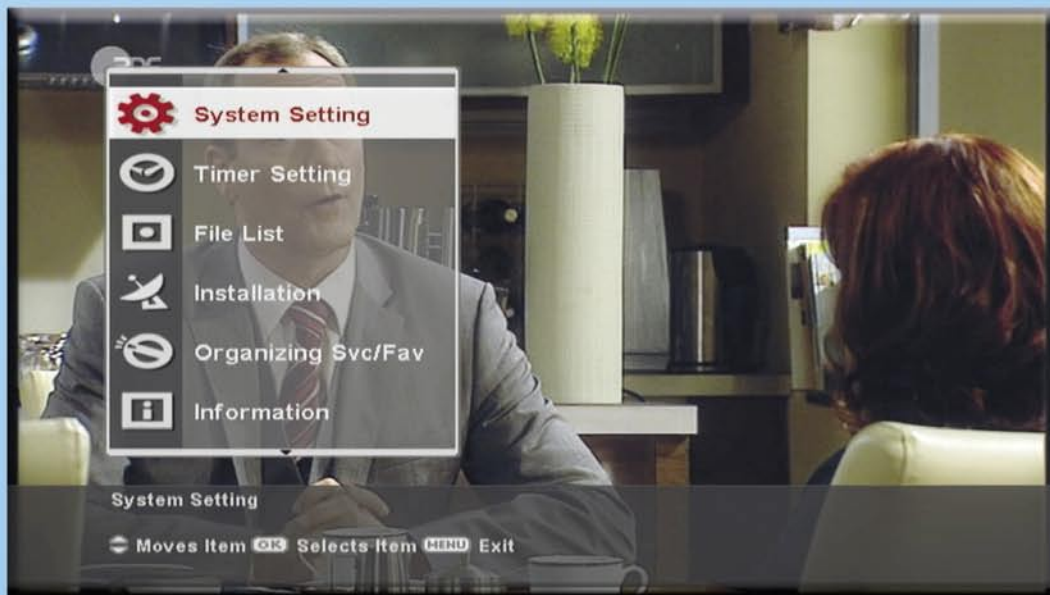 ZDF
System Setting
Timer Setting
File List
Installation
Organizing Svc/Fav
Information
System Setting
Moves Item OK Selects Item MENU Exit